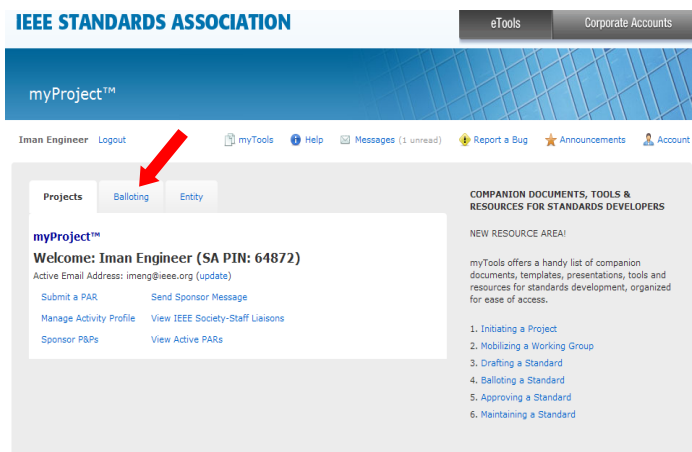 IEEE STANDARDS ASSOCIATION
eTools
Corporate Accounts
myProject™
Iman Engineer Logout
myTools Help Messages (1 unread) Report a Bug Announcements Account
Projects Balloting Entity
myProject™
Welcome: Iman Engineer (SA PIN: 64872)
Active Email Address: imeng@ieee.org (update)
Submit a PAR Send Sponsor Message
Manage Activity Profile View IEEE Society-Staff Liaisons
Sponsor P&Ps View Active PARs
COMPANION DOCUMENTS, TOOLS &
RESOURCES FOR STANDARDS DEVELOPERS
NEW RESOURCE AREA!
myTools offers a handy list of companion
documents, templates, presentations, tools and
resources for standards development, organized
for ease of access.
1. Initiating a Project
2. Mobilizing a Working Group
3. Drafting a Standard
4. Balloting a Standard
5. Approving a Standard
6. Maintaining a Standard